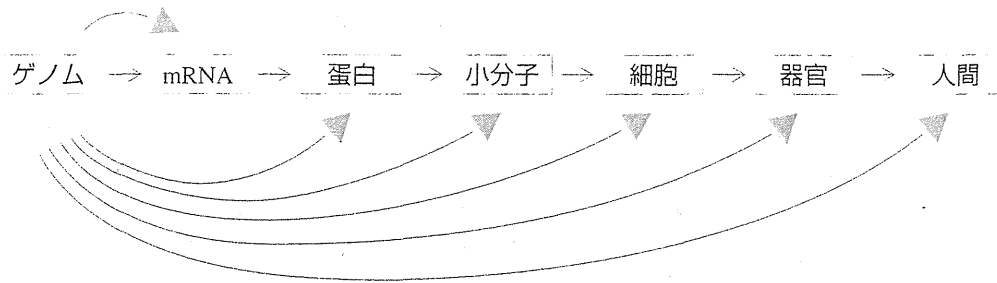 ゲノム → mRNA → 蛋白 → 小分子 → 細胞 → 器官 → 人間